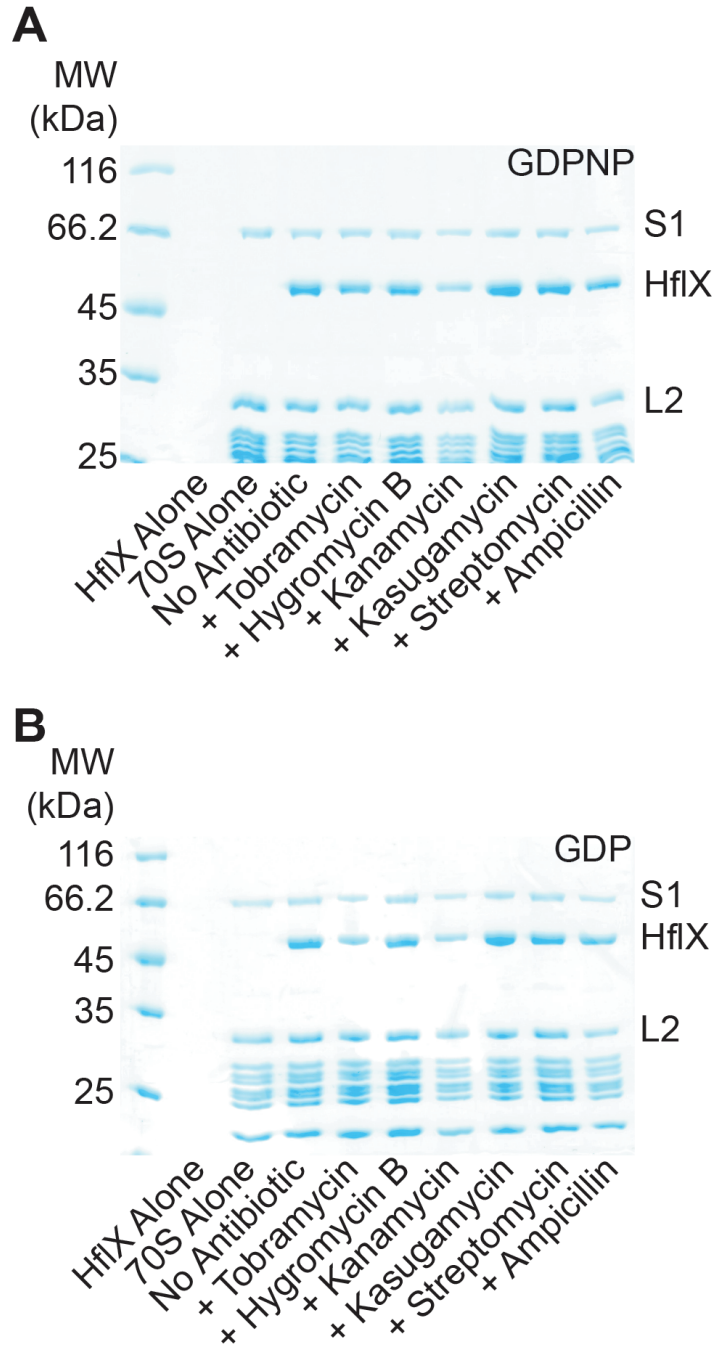 A
MW
(kDa)
GDPNP
116
66.2
45
35
25
S1
HflX
L2
HflX Alone
70S Alone
No Antibiotic
+ Tobramycin
+ Hygromycin B
+ Kanamycin
+ Kasugamycin
+ Streptomycin
+ Ampicillin
B
MW
(kDa)
GDP
116
66.2
45
35
25
S1
HflX
L2
HflX Alone
70S Alone
No Antibiotic
+ Tobramycin
+ Hygromycin B
+ Kanamycin
+ Kasugamycin
+ Streptomycin
+ Ampicillin